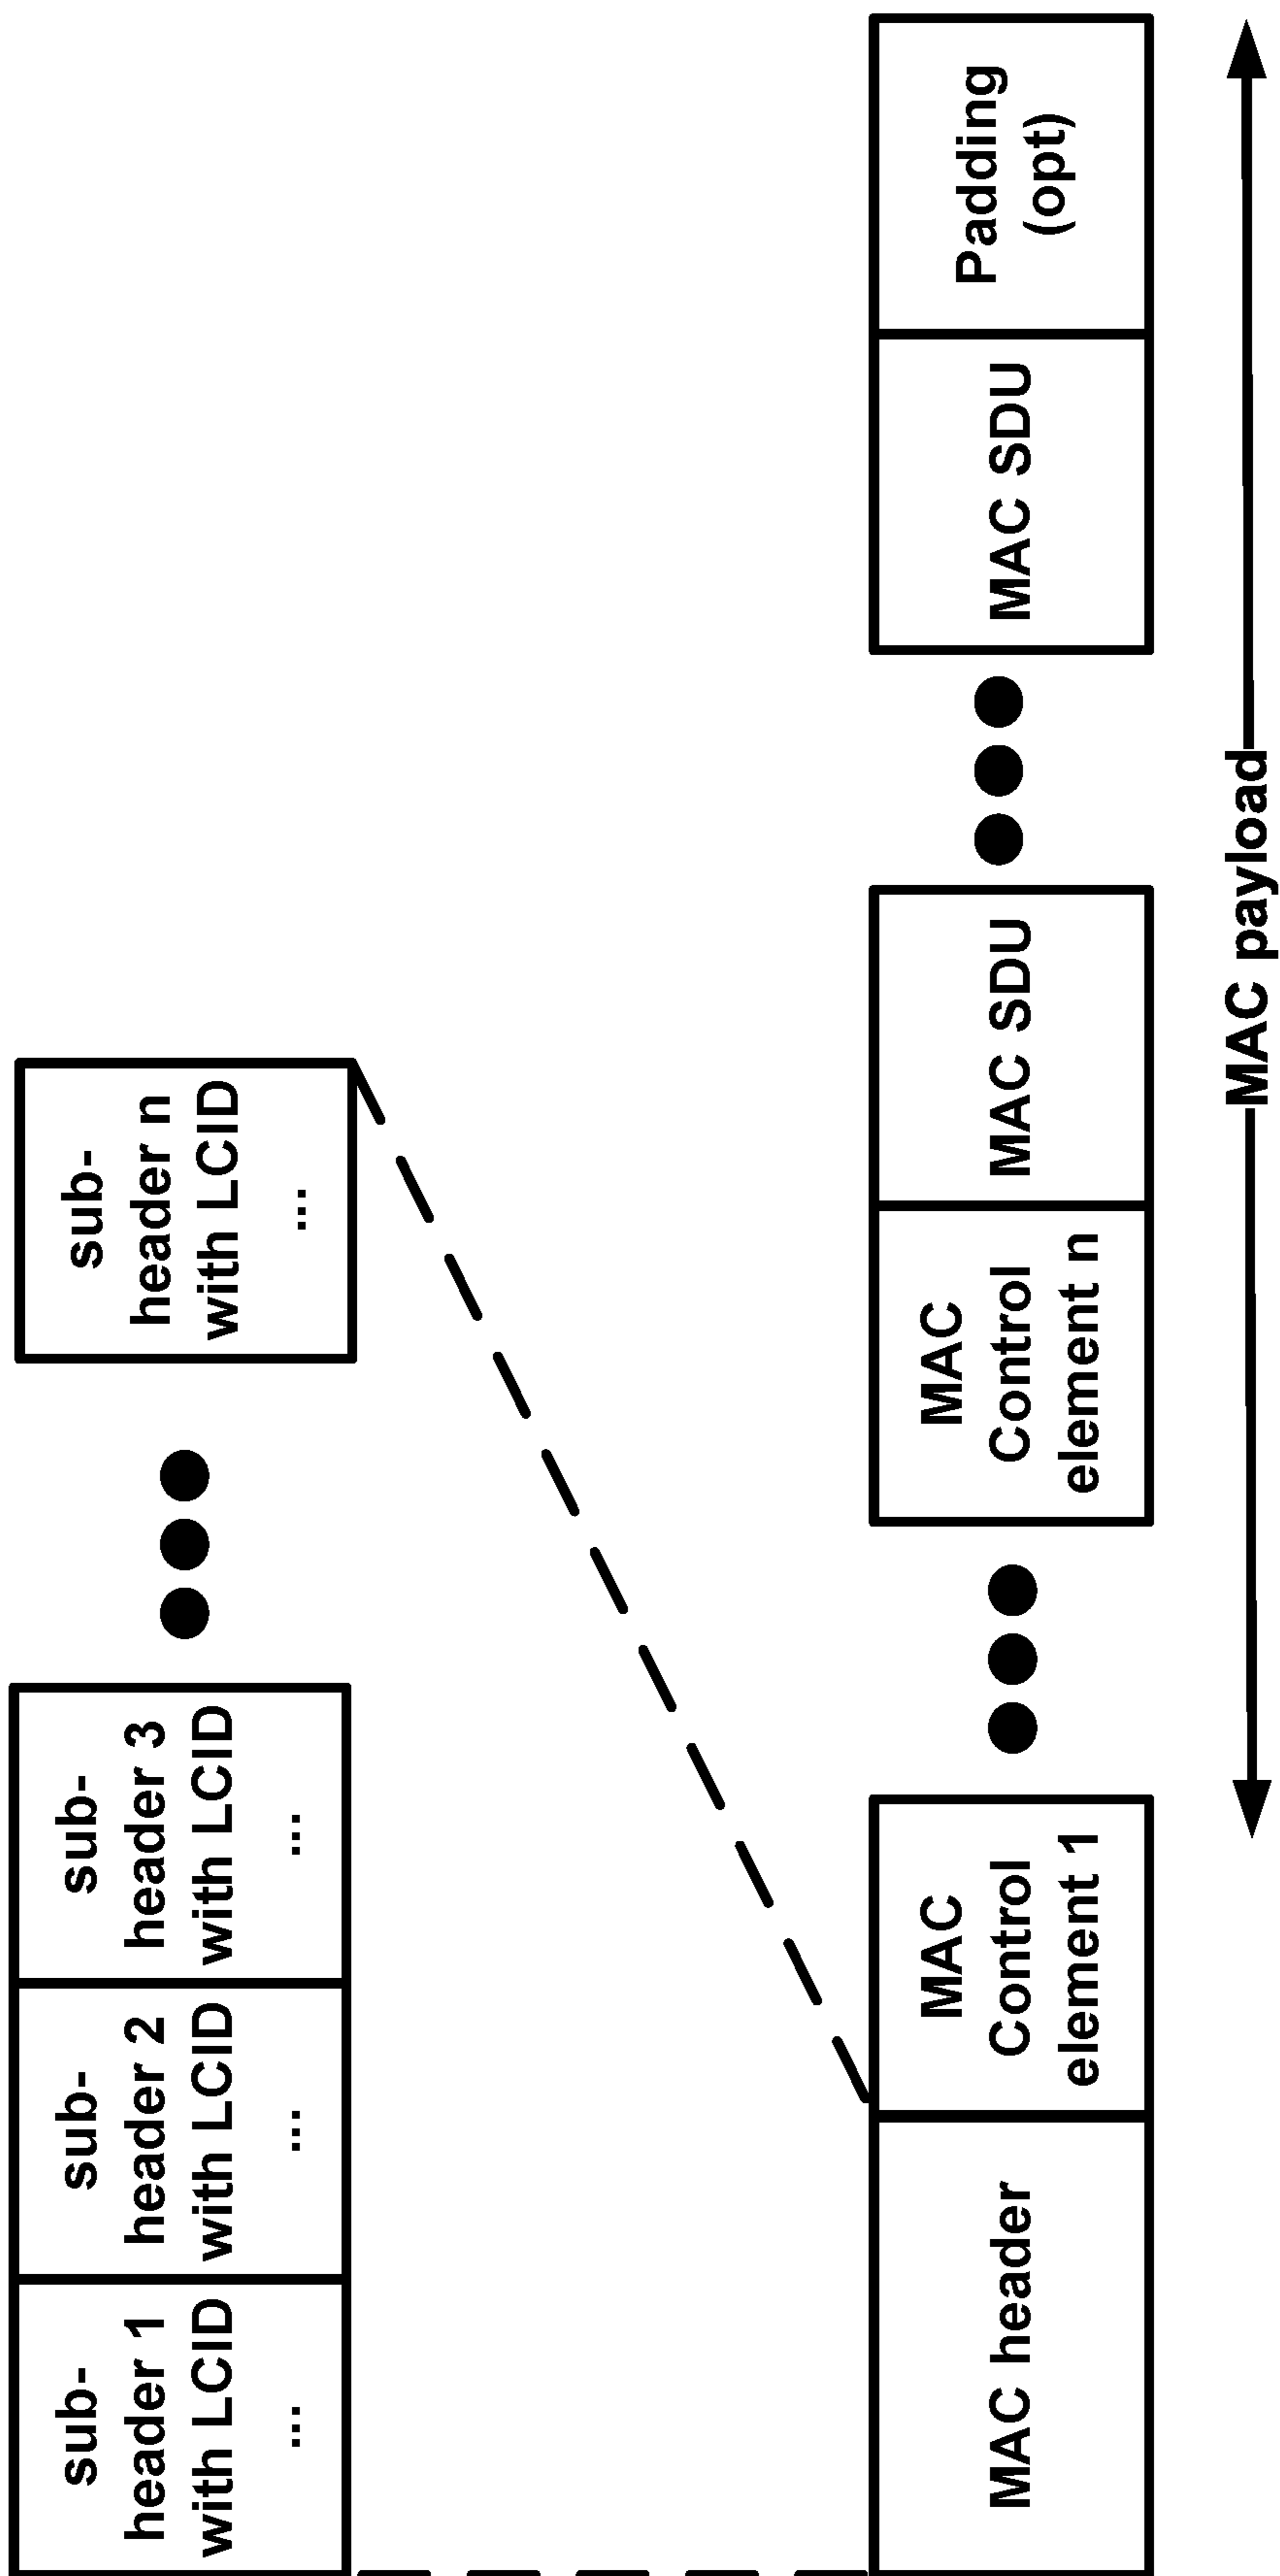 sub-
header 1
with LCID
...
sub-
header 2
with LCID
...
sub-
header 3
with LCID
...
sub-
header n
with LCID
...
MAC header
MAC
Control
element 1
MAC
Control
element n
MAC SDU
MAC SDU
Padding
(opt)
MAC payload